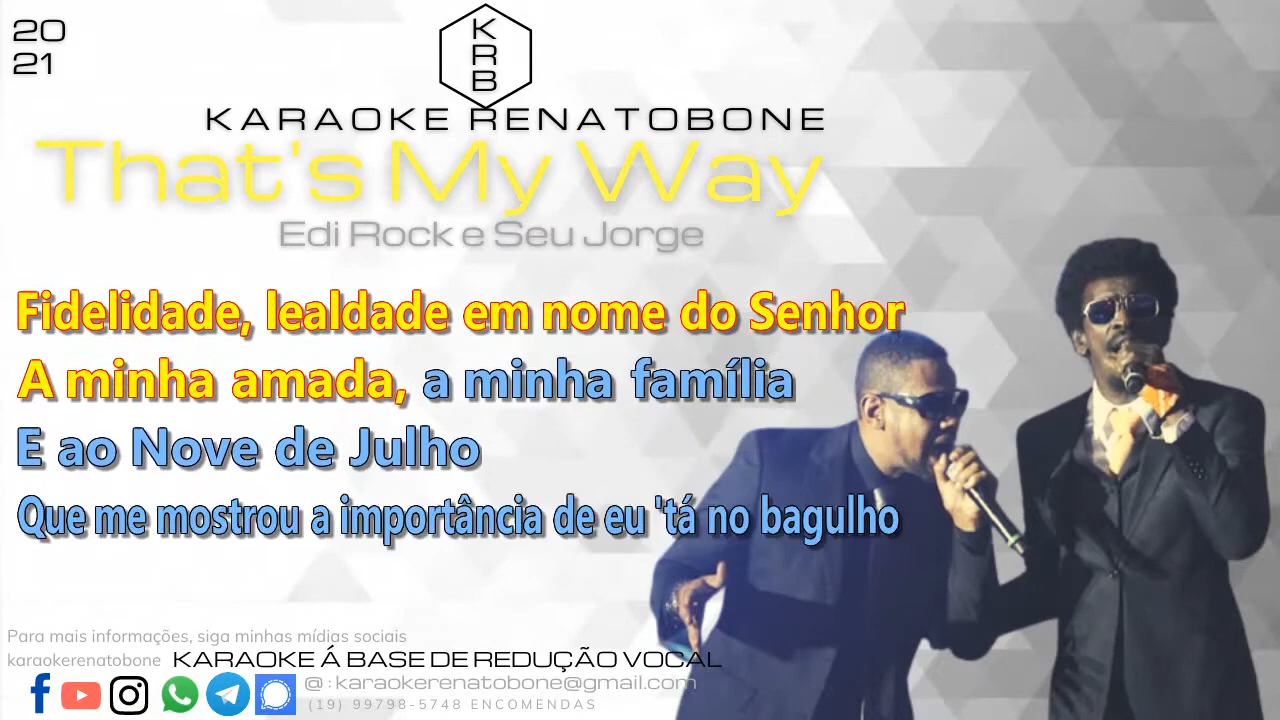 20
21
K
R
B
KARAOKE RENATOBONE
That's My Way
Edi Rock e Seu Jorge
Fidelidade, lealdade em nome do Senhor
A minha amada, a minha família
E ao Nove de Julho
Que me mostrou a importância de eu 'tá no bagulho
Para mais informações, siga minhas mídias sociais
karaokerenatobone KARAOKE Á BASE DE REDUÇÃO VOCAL
@ : karaokerenatobone@gmail.com
(19) 99798-5748 ENCOMENDAS